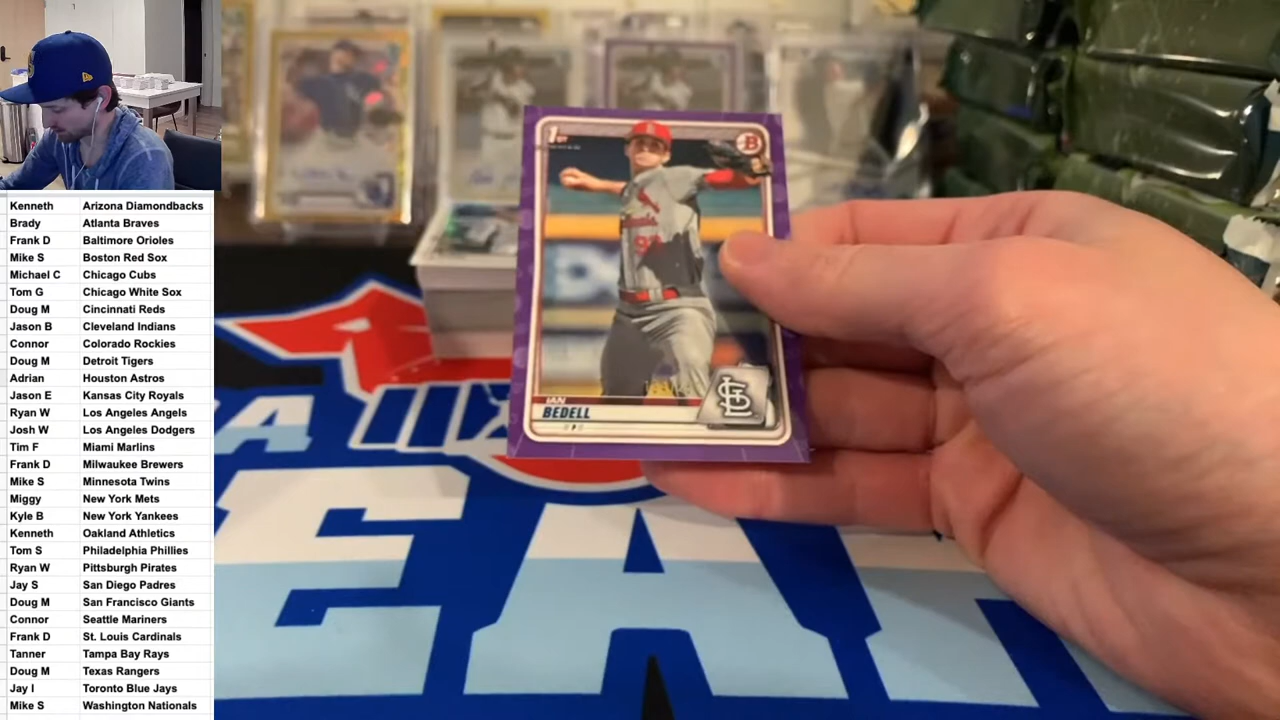 Kenneth Arizona Diamondbacks
Brady Atlanta Braves
Frank D Baltimore Orioles
Mike S Boston Red Sox
Michael C Chicago Cubs
Tom G Chicago White Sox
Doug M Cincinnati Reds
Jason B Cleveland Indians
Connor Colorado Rockies
Doug M Detroit Tigers
Adrian Houston Astros
Jason E Kansas City Royals
Ryan W Los Angeles Angels
Josh W Los Angeles Dodgers
Tim F Miami Marlins
Frank D Milwaukee Brewers
Mike S Minnesota Twins
Miggy New York Mets
Kyle B New York Yankees
Kenneth Oakland Athletics
Tom S Philadelphia Phillies
Ryan W Pittsburgh Pirates
Jay S San Diego Padres
Doug M San Francisco Giants
Connor Seattle Mariners
Frank D St. Louis Cardinals
Tanner Tampa Bay Rays
Doug M Texas Rangers
Jay I Toronto Blue Jays
Mike S Washington Nationals
1st
B
IAN
BEDELL
STL